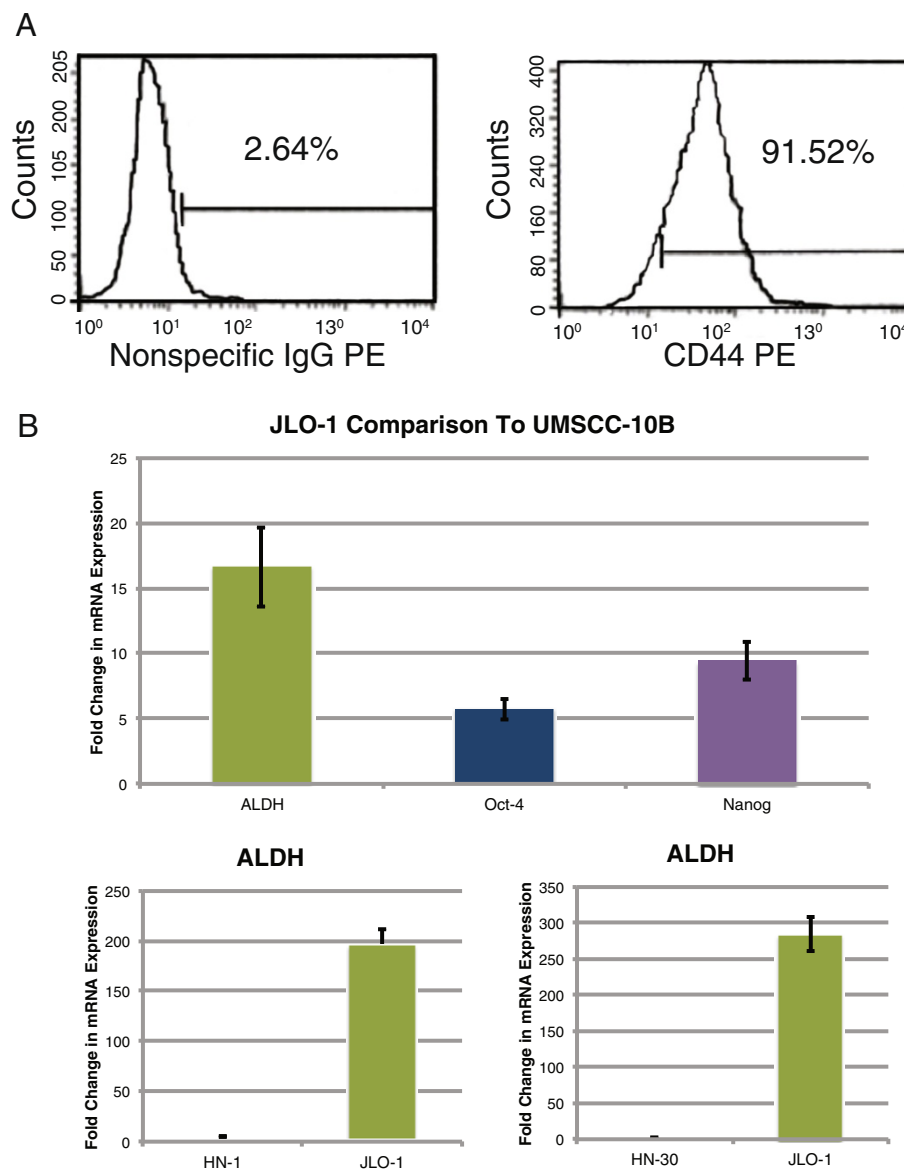 A
Counts
205
200
105
100
50
0
2.64%
10⁰ 10¹ 10² 13⁰ 10⁴
Nonspecific IgG PE
Counts
400
320
240
160
80
0
91.52%
10⁰ 10¹ 10² 13⁰ 10⁴
CD44 PE
B
JLO-1 Comparison To UMSCC-10B
Fold Change in mRNA Expression
25
20
15
10
5
0
ALDH Oct-4 Nanog
ALDH
Fold Change in mRNA Expression
250
200
150
100
50
0
HN-1 JLO-1
ALDH
Fold Change in mRNA Expression
350
300
250
200
150
100
50
0
HN-30 JLO-1